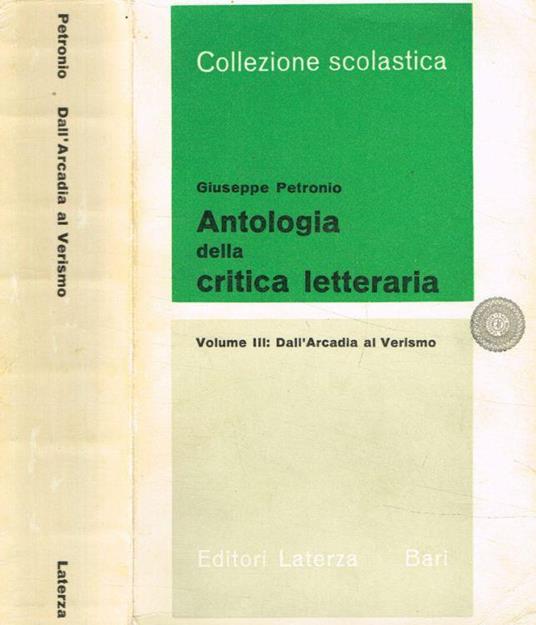 Petronio Dall'Arcadia al Verismo Laterza
Collezione scolastica
Giuseppe Petronio
Antologia
della
critica letteraria
Volume III: Dall'Arcadia al Verismo
Editori Laterza Bari